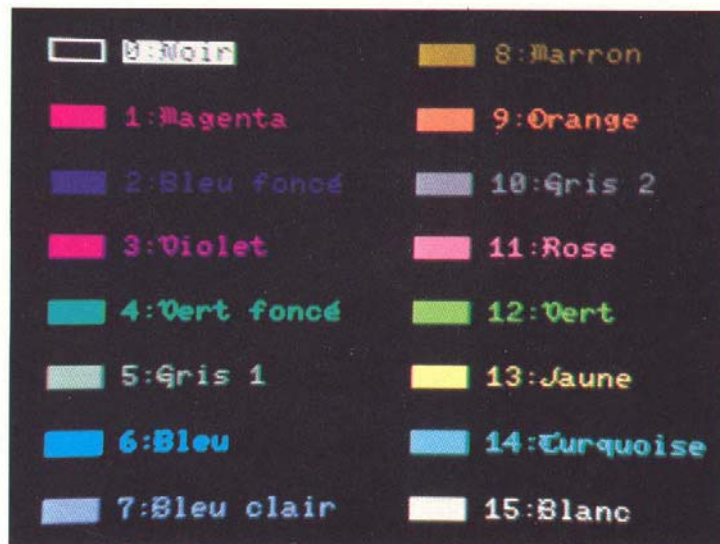 0:Noir
1:Magenta
2:Bleu foncé
3:Violet
4:Vert foncé
5:Gris 1
6:Bleu
7:Bleu clair
8:Marron
9:Orange
10:Gris 2
11:Rose
12:Vert
13:Jaune
14:Turquoise
15:Blanc